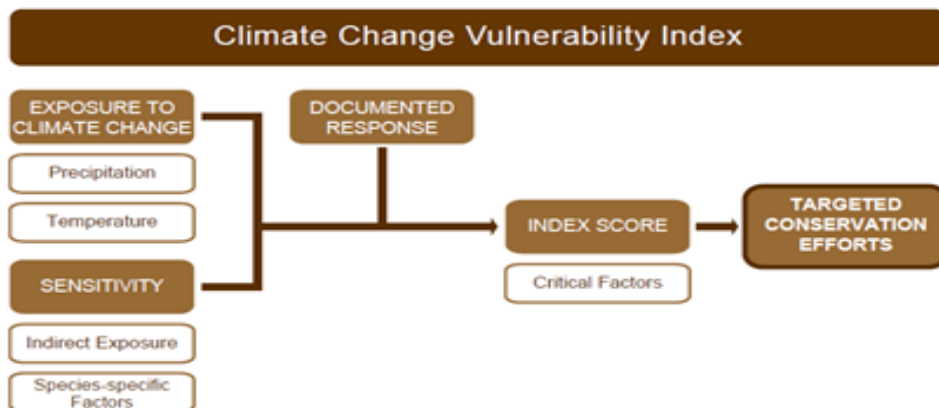 Climate Change Vulnerability Index
EXPOSURE TO
CLIMATE CHANGE
Precipitation
Temperature
SENSITIVITY
Indirect Exposure
Species-specific
Factors
DOCUMENTED
RESPONSE
INDEX SCORE
Critical Factors
TARGETED
CONSERVATION
EFFORTS